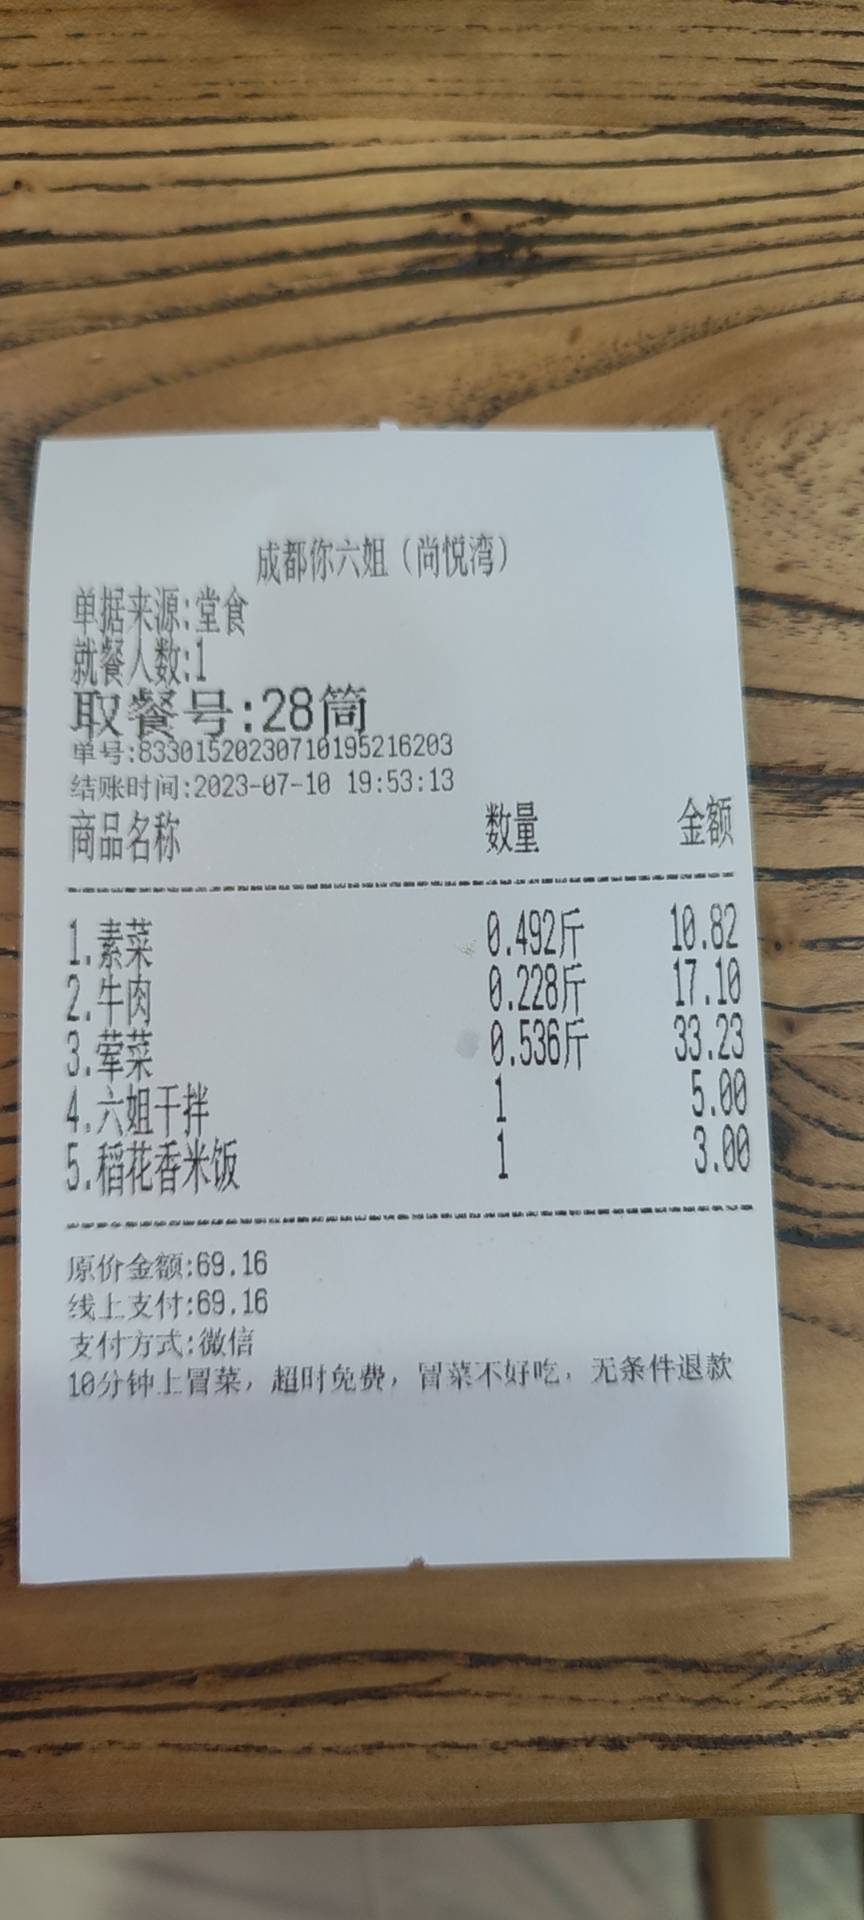 成都你六姐（尚悦湾）
单据来源:堂食
就餐人数:1
取餐号:28筒
单号:83301520230710195216203
结账时间:2023-07-10 19:53:13
商品名称 数量 金额
1.素菜 0.492斤 10.82
2.牛肉 0.228斤 17.10
3.荤菜 0.536斤 33.23
4.六姐干拌 1 5.00
5.稻花香米饭 1 3.00
原价金额:69.16
线上支付:69.16
支付方式:微信
10分钟上冒菜，超时免费，冒菜不好吃，无条件退款